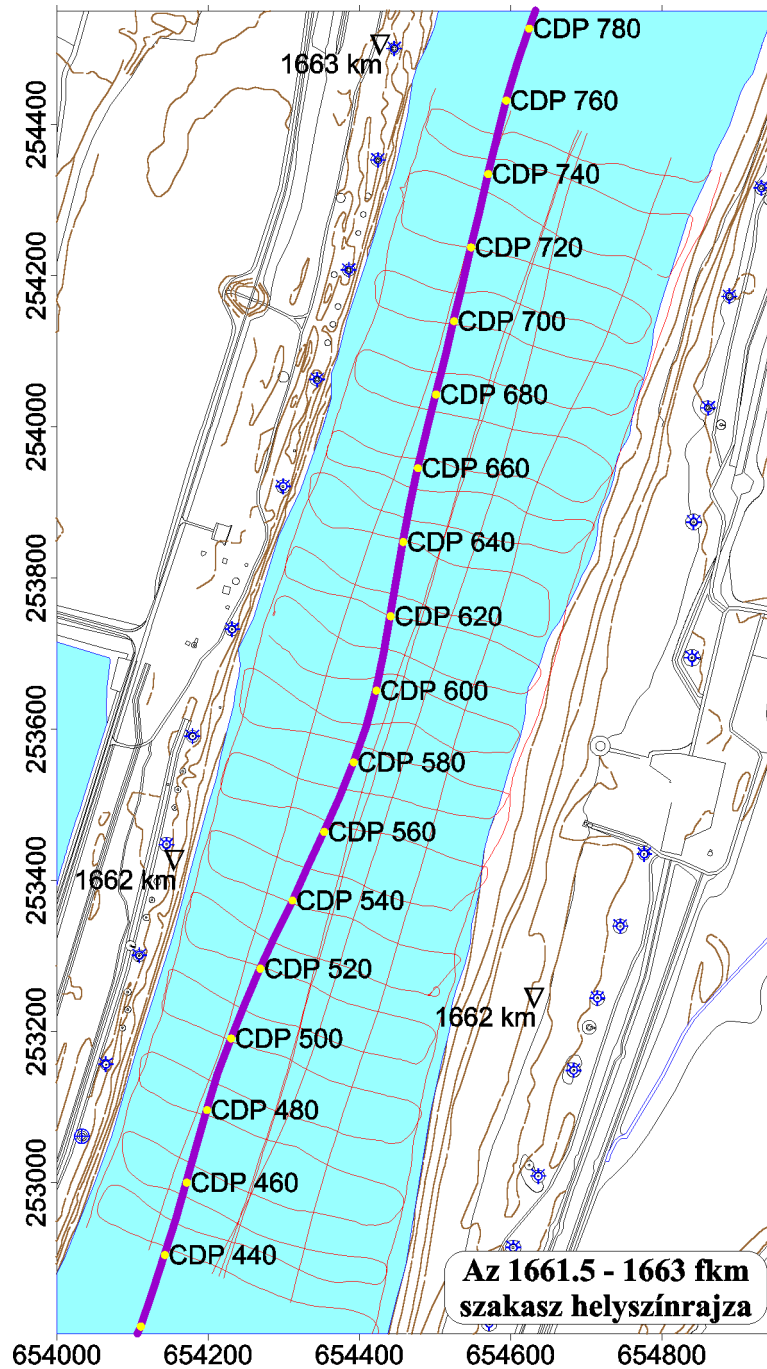 CDP 780
1663 km
CDP 760
254400
CDP 740
CDP 720
254200
CDP 700
CDP 680
254000
CDP 660
CDP 640
253800
CDP 620
CDP 600
253600
CDP 580
CDP 560
1662 km
253400
CDP 540
CDP 520
1662 km
253200
CDP 500
CDP 480
CDP 460
253000
CDP 440
Az 1661.5 - 1663 fkm
szakasz helyszínrajza
654000 654200 654400 654600 654800